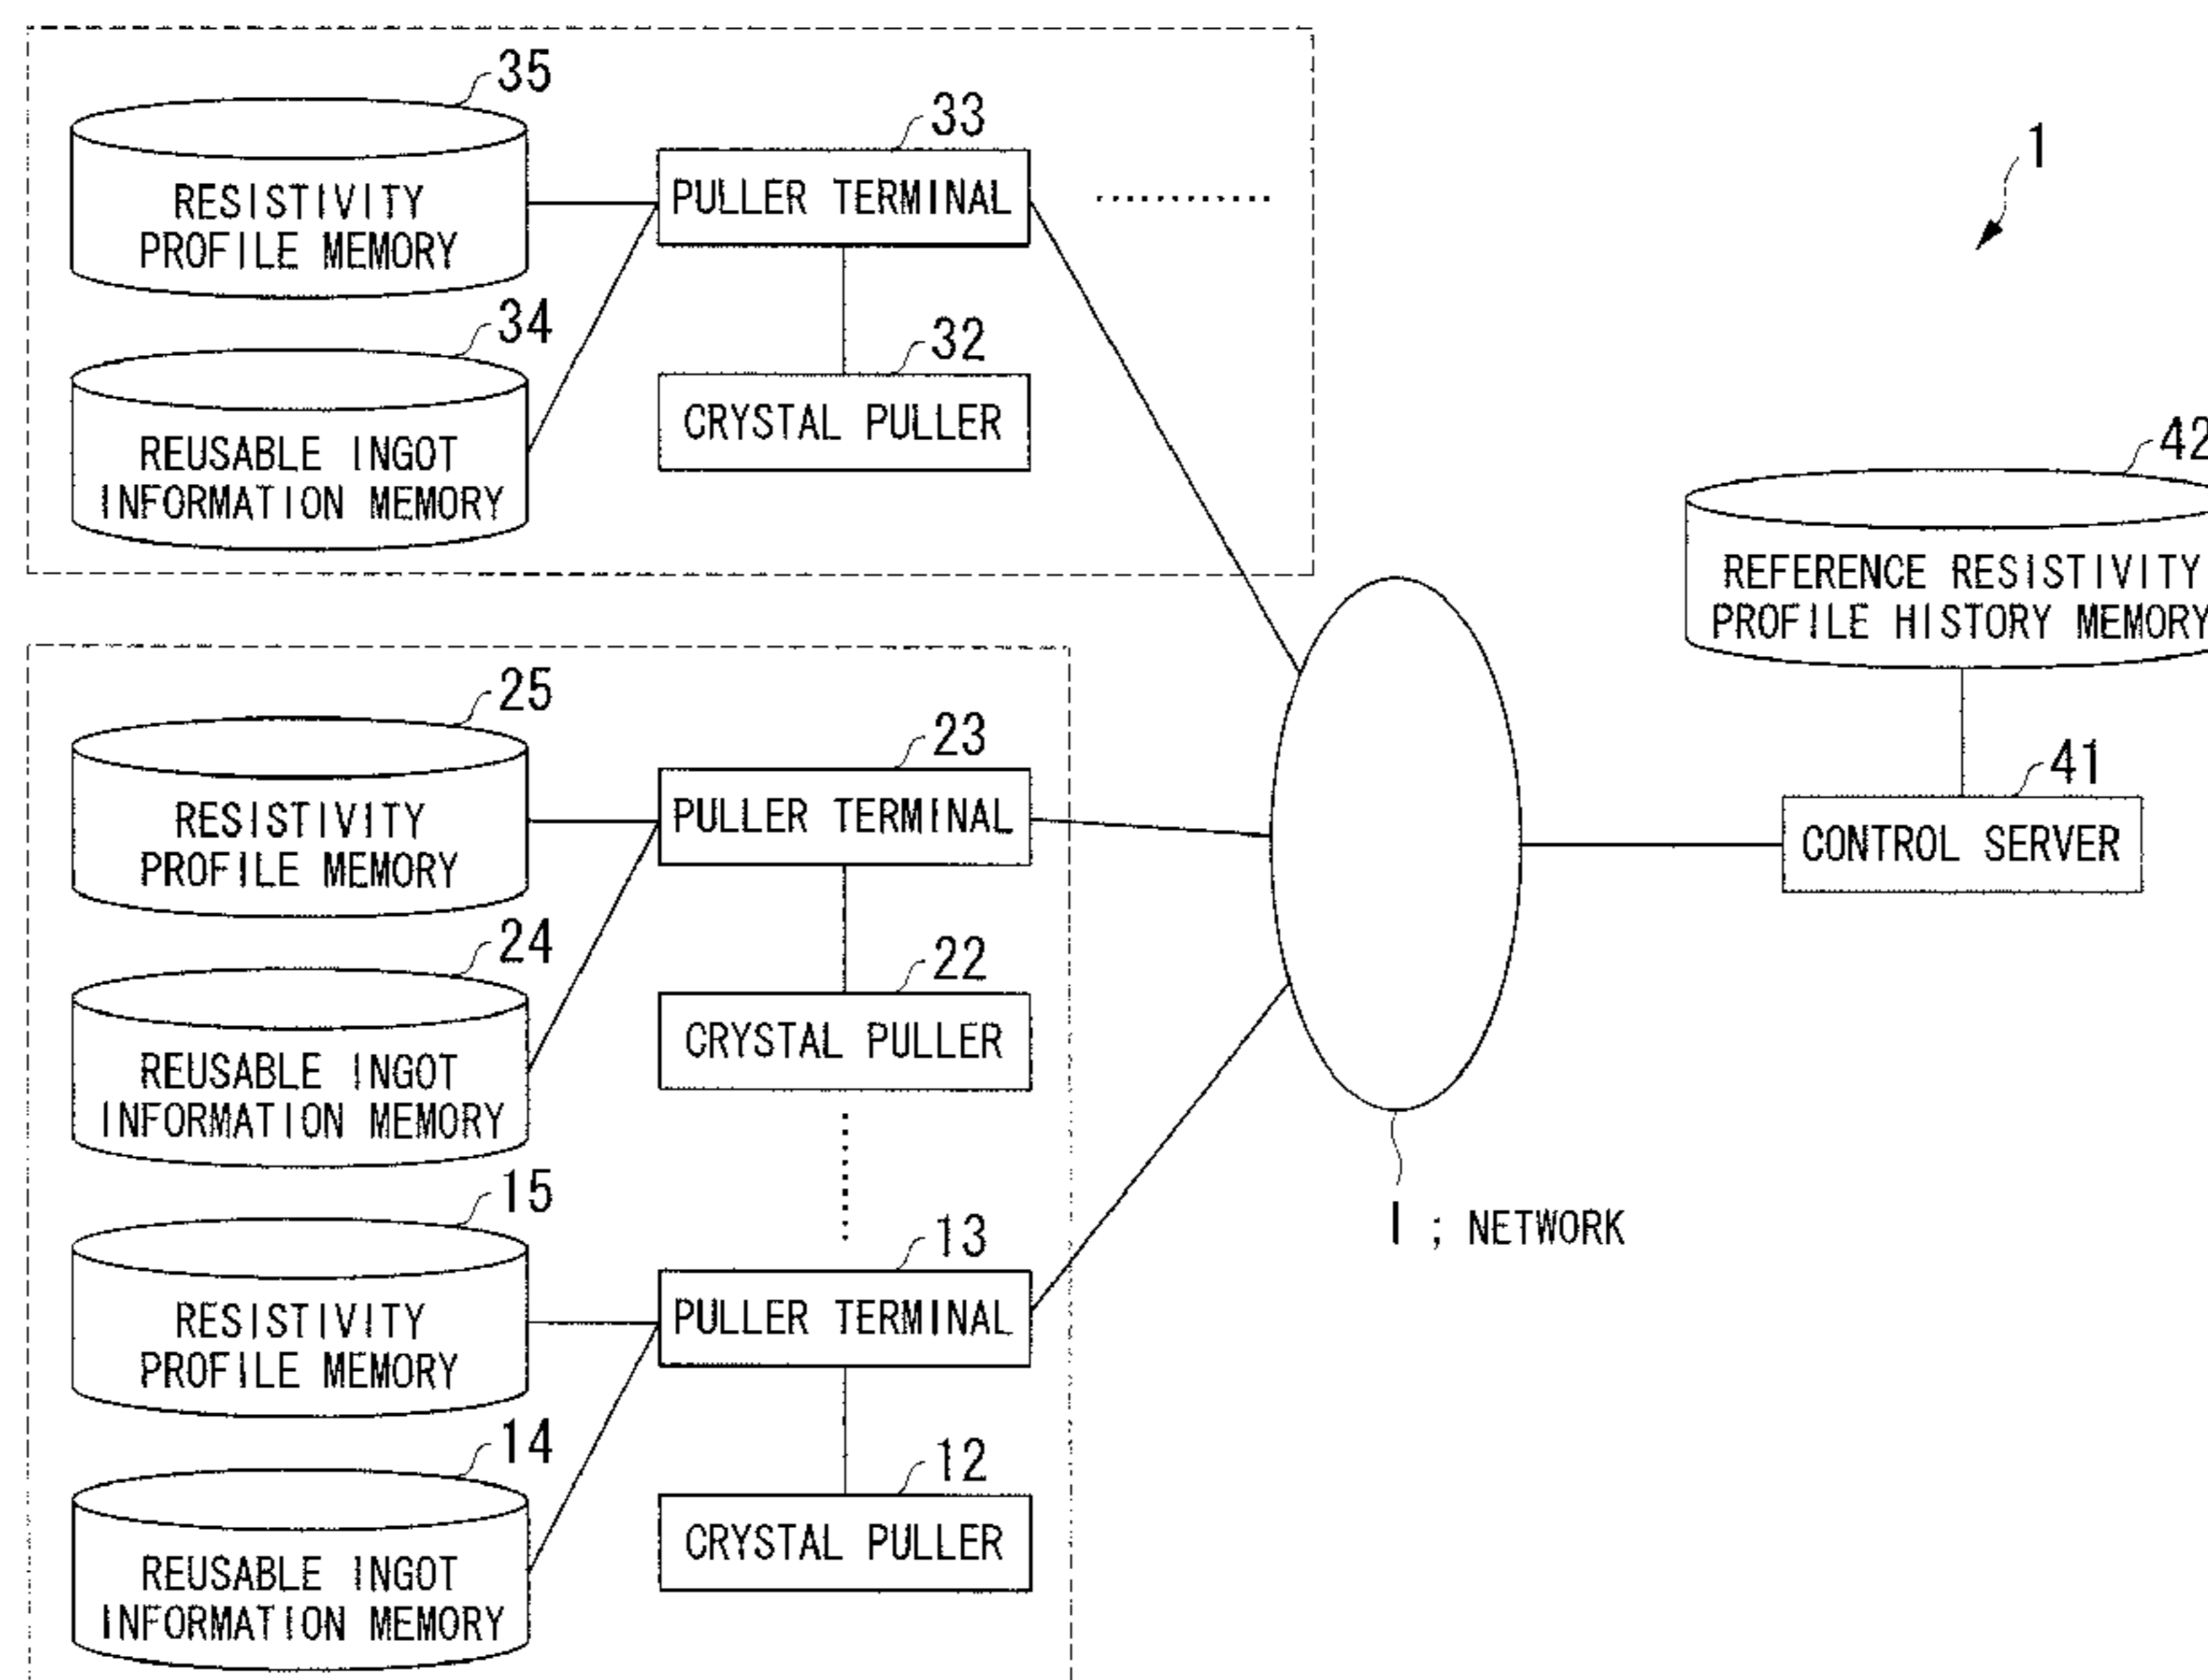 35
RESISTIVITY
PROFILE MEMORY
33
PULLER TERMINAL
1
34
REUSABLE INGOT
INFORMATION MEMORY
32
CRYSTAL PULLER
42
REFERENCE RESISTIVITY
PROFILE HISTORY MEMORY
25
RESISTIVITY
PROFILE MEMORY
23
PULLER TERMINAL
41
CONTROL SERVER
24
REUSABLE INGOT
INFORMATION MEMORY
22
CRYSTAL PULLER
15
RESISTIVITY
PROFILE MEMORY
13
PULLER TERMINAL
I ; NETWORK
14
REUSABLE INGOT
INFORMATION MEMORY
12
CRYSTAL PULLER